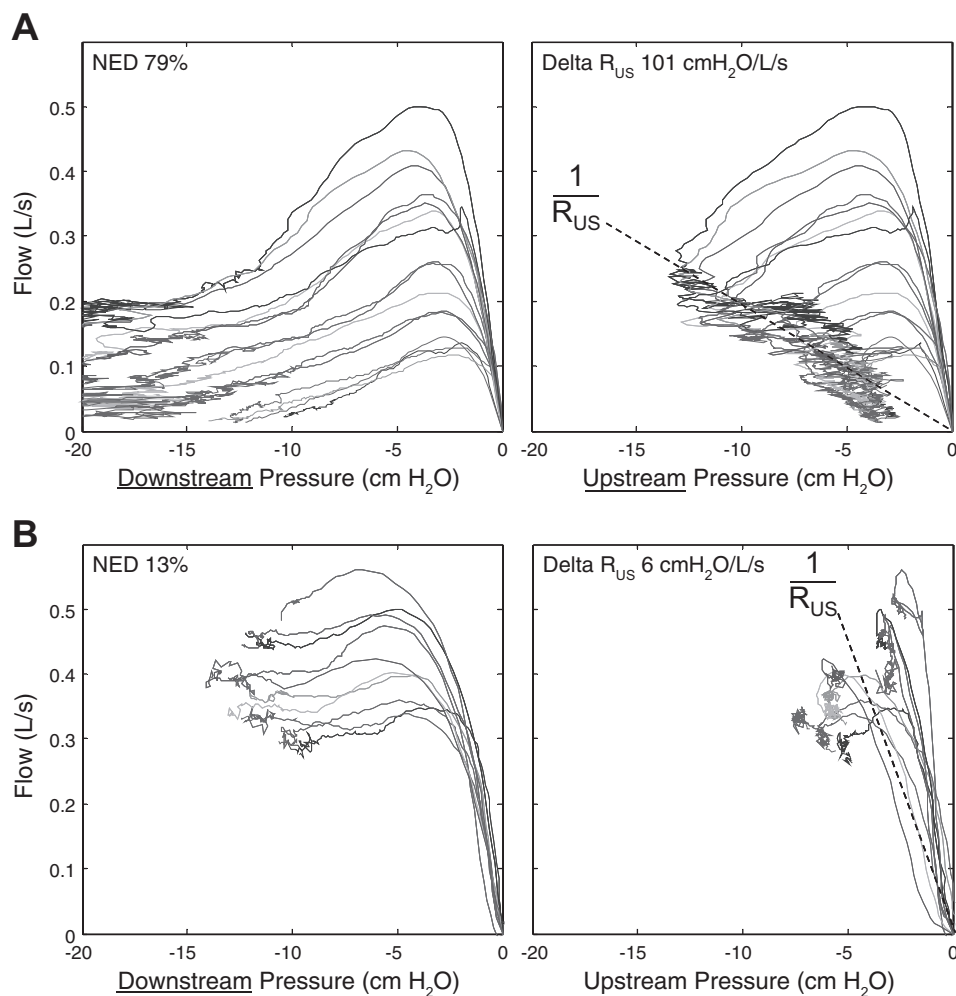 A
NED 79%
Delta R_US 101 cmH₂O/L/s
0.5
0.4
0.3
0.2
0.1
0
Flow (L/s)
1
R_US
-20 -15 -10 -5 0
-20 -15 -10 -5 0
Downstream Pressure (cm H₂O)
Upstream Pressure (cm H₂O)
B
NED 13%
Delta R_US 6 cmH₂O/L/s
1
R_US
0.5
0.4
0.3
0.2
0.1
0
Flow (L/s)
-20 -15 -10 -5 0
-20 -15 -10 -5 0
Downstream Pressure (cm H₂O)
Upstream Pressure (cm H₂O)